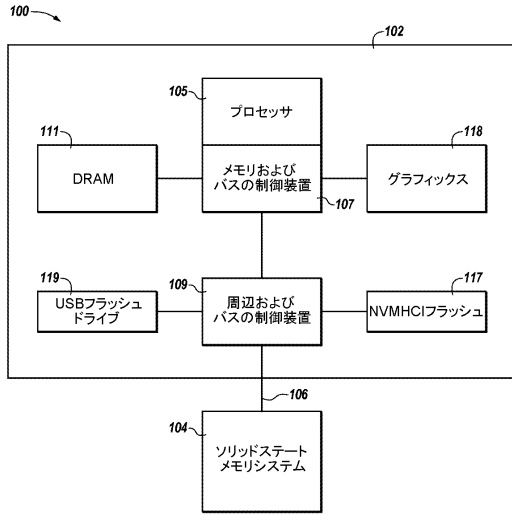 100
102
105
プロセッサ
111
DRAM
メモリおよび
バスの制御装置
107
118
グラフィックス
119
USBフラッシュ
ドライブ
109
周辺および
バスの制御装置
117
NVMHCIフラッシュ
106
104
ソリッドステート
メモリシステム